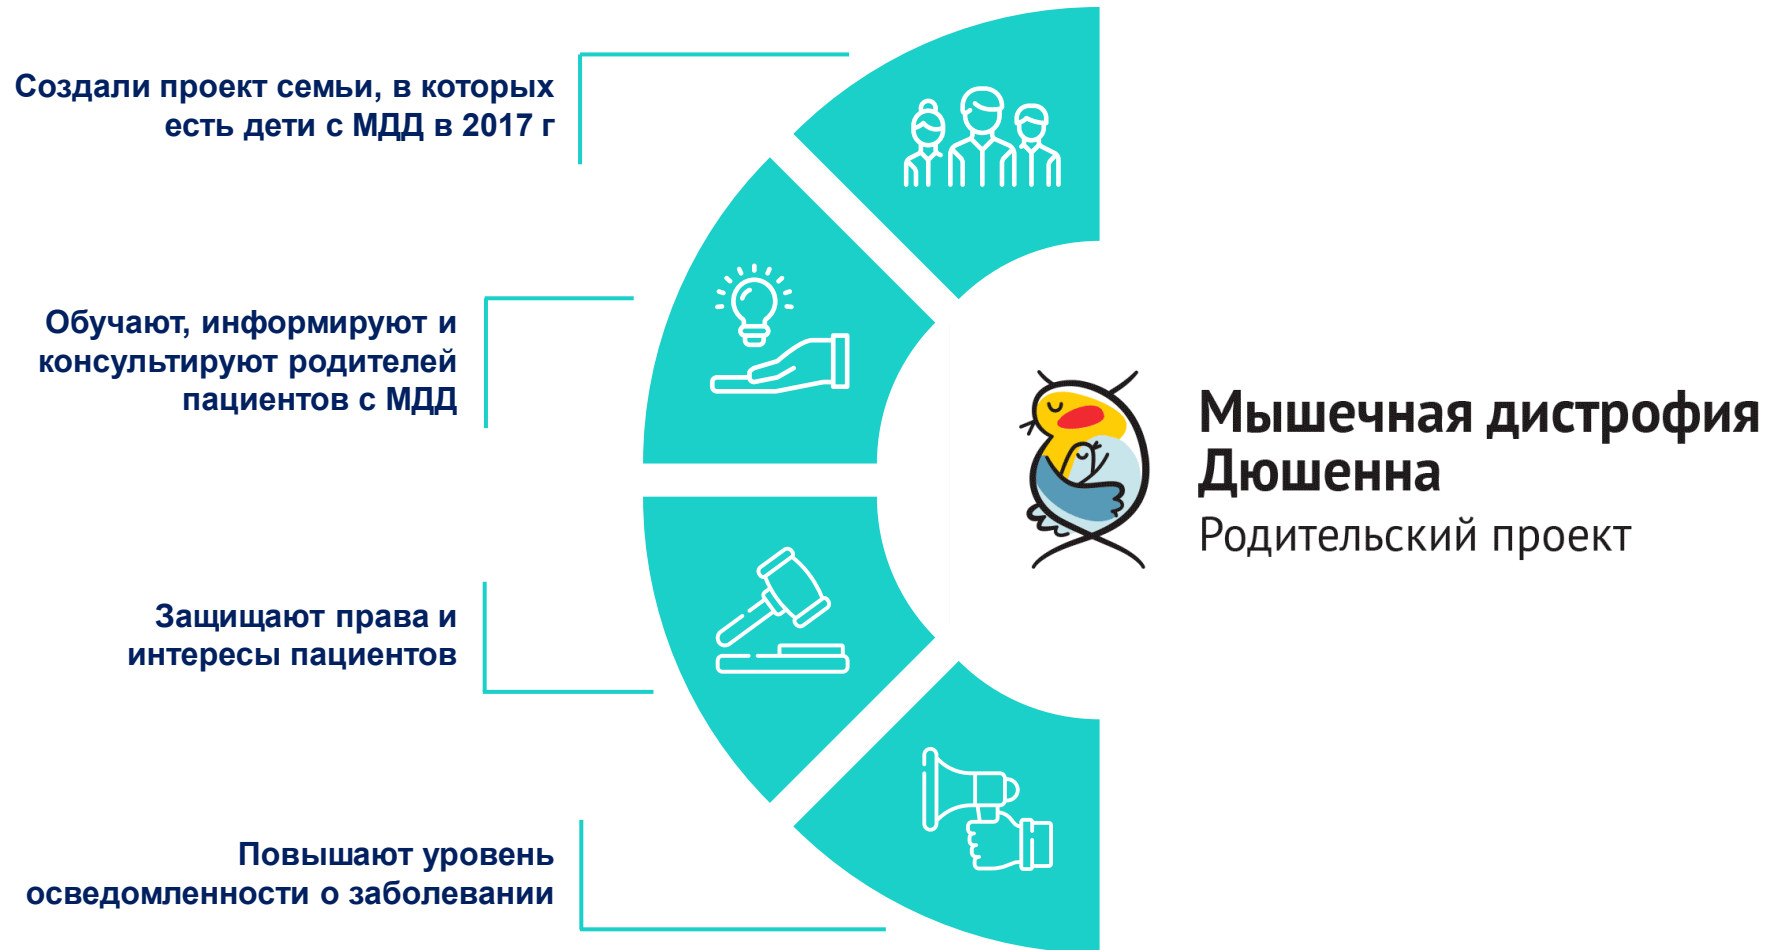 Создали проект семьи, в которых
есть дети с МДД в 2017 г
Обучают, информируют и
консультируют родителей
пациентов с МДД
Защищают права и
интересы пациентов
Повышают уровень
осведомленности о заболевании
Мышечная дистрофия
Дюшенна
Родительский проект